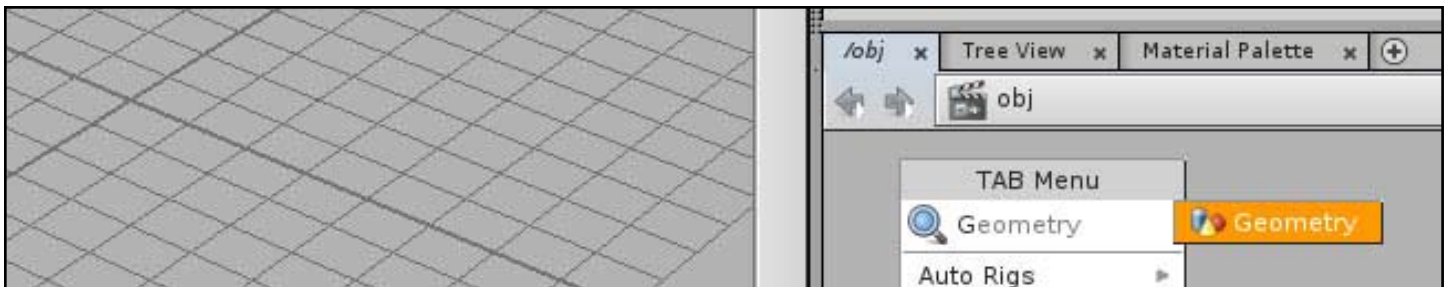 /obj Tree View Material Palette
obj
TAB Menu
Geometry Geometry
Auto Rigs